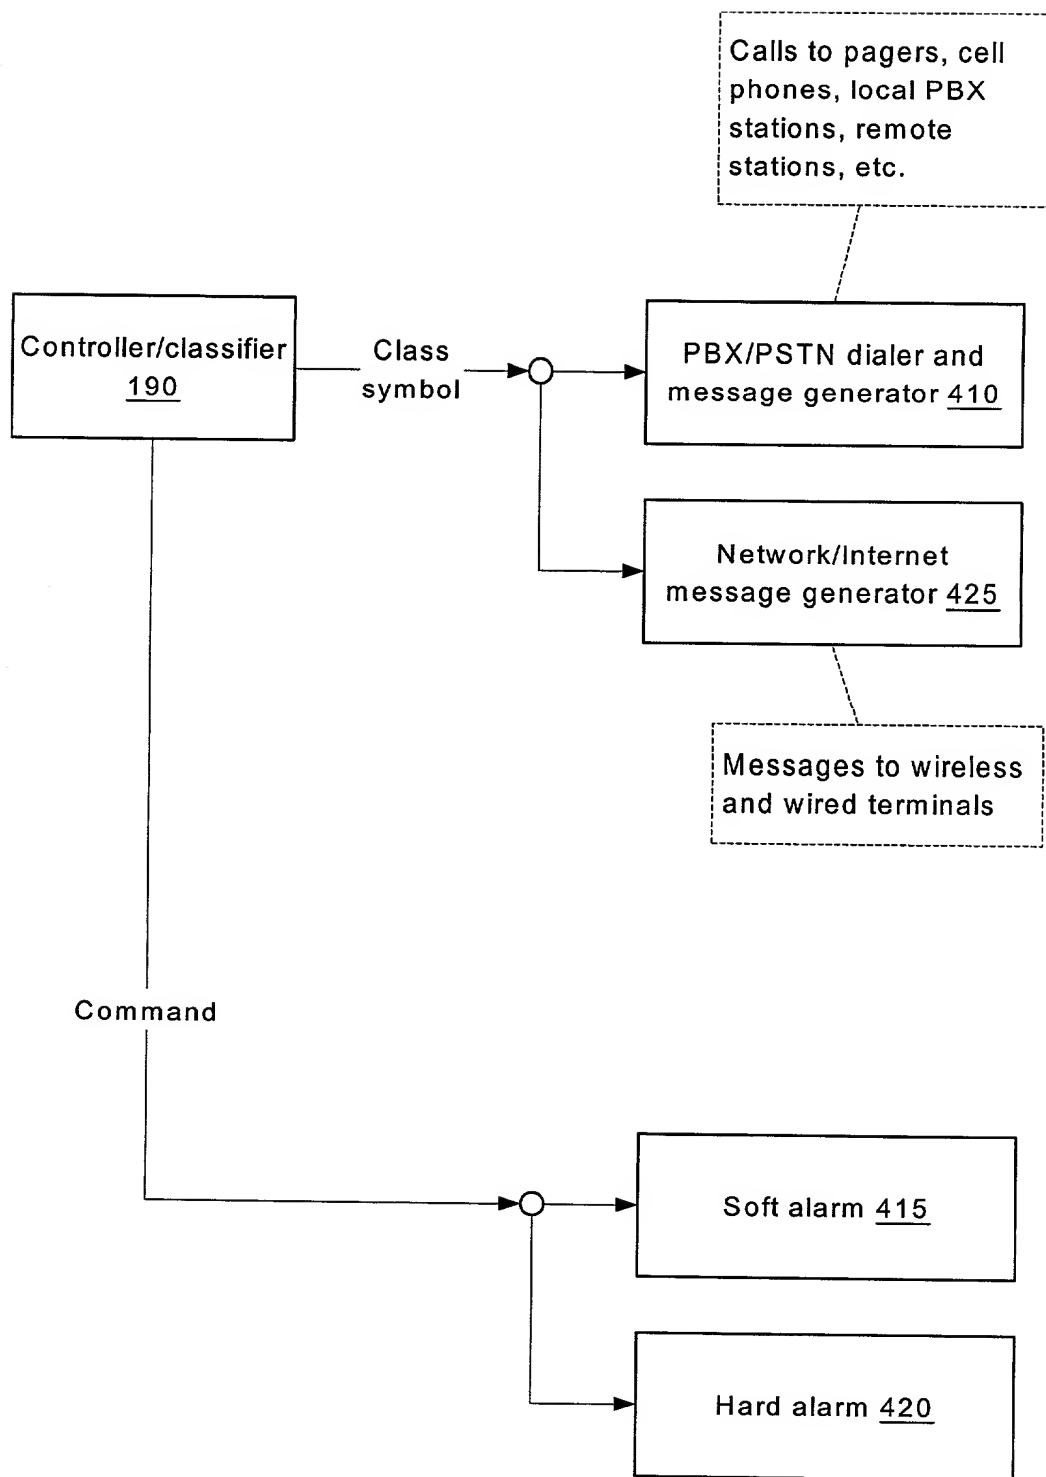 Calls to pagers, cell
phones, local PBX
stations, remote
stations, etc.
Controller/classifier
190
Class
symbol
PBX/PSTN dialer and
message generator 410
Network/Internet
message generator 425
Messages to wireless
and wired terminals
Command
Soft alarm 415
Hard alarm 420